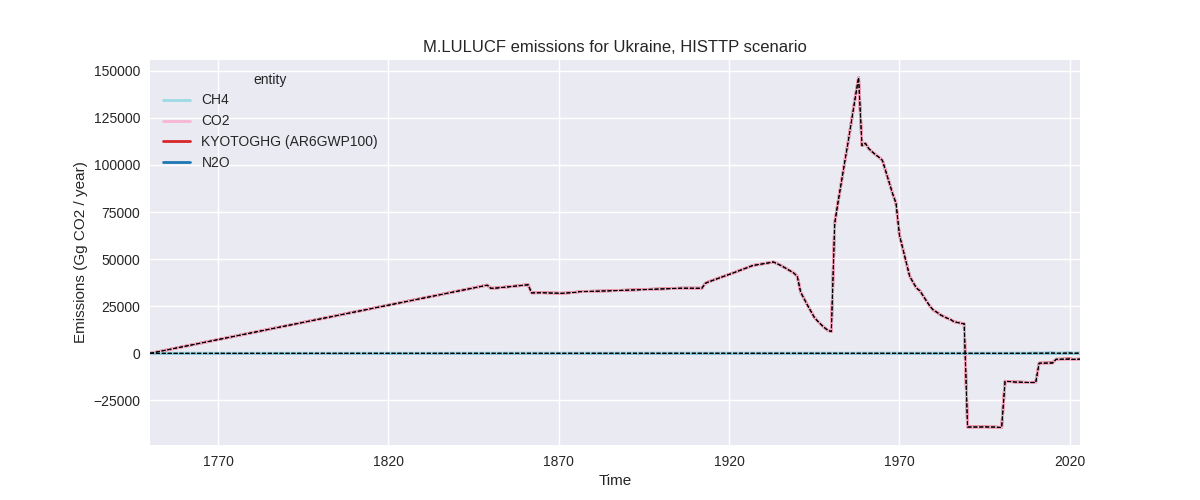 M.LULUCF emissions for Ukraine, HISTTP scenario
150000
125000
100000
75000
50000
25000
0
−25000
Emissions (Gg CO2 / year)
entity
CH4
CO2
KYOTOGHG (AR6GWP100)
N2O
1770
1820
1870
1920
1970
2020
Time